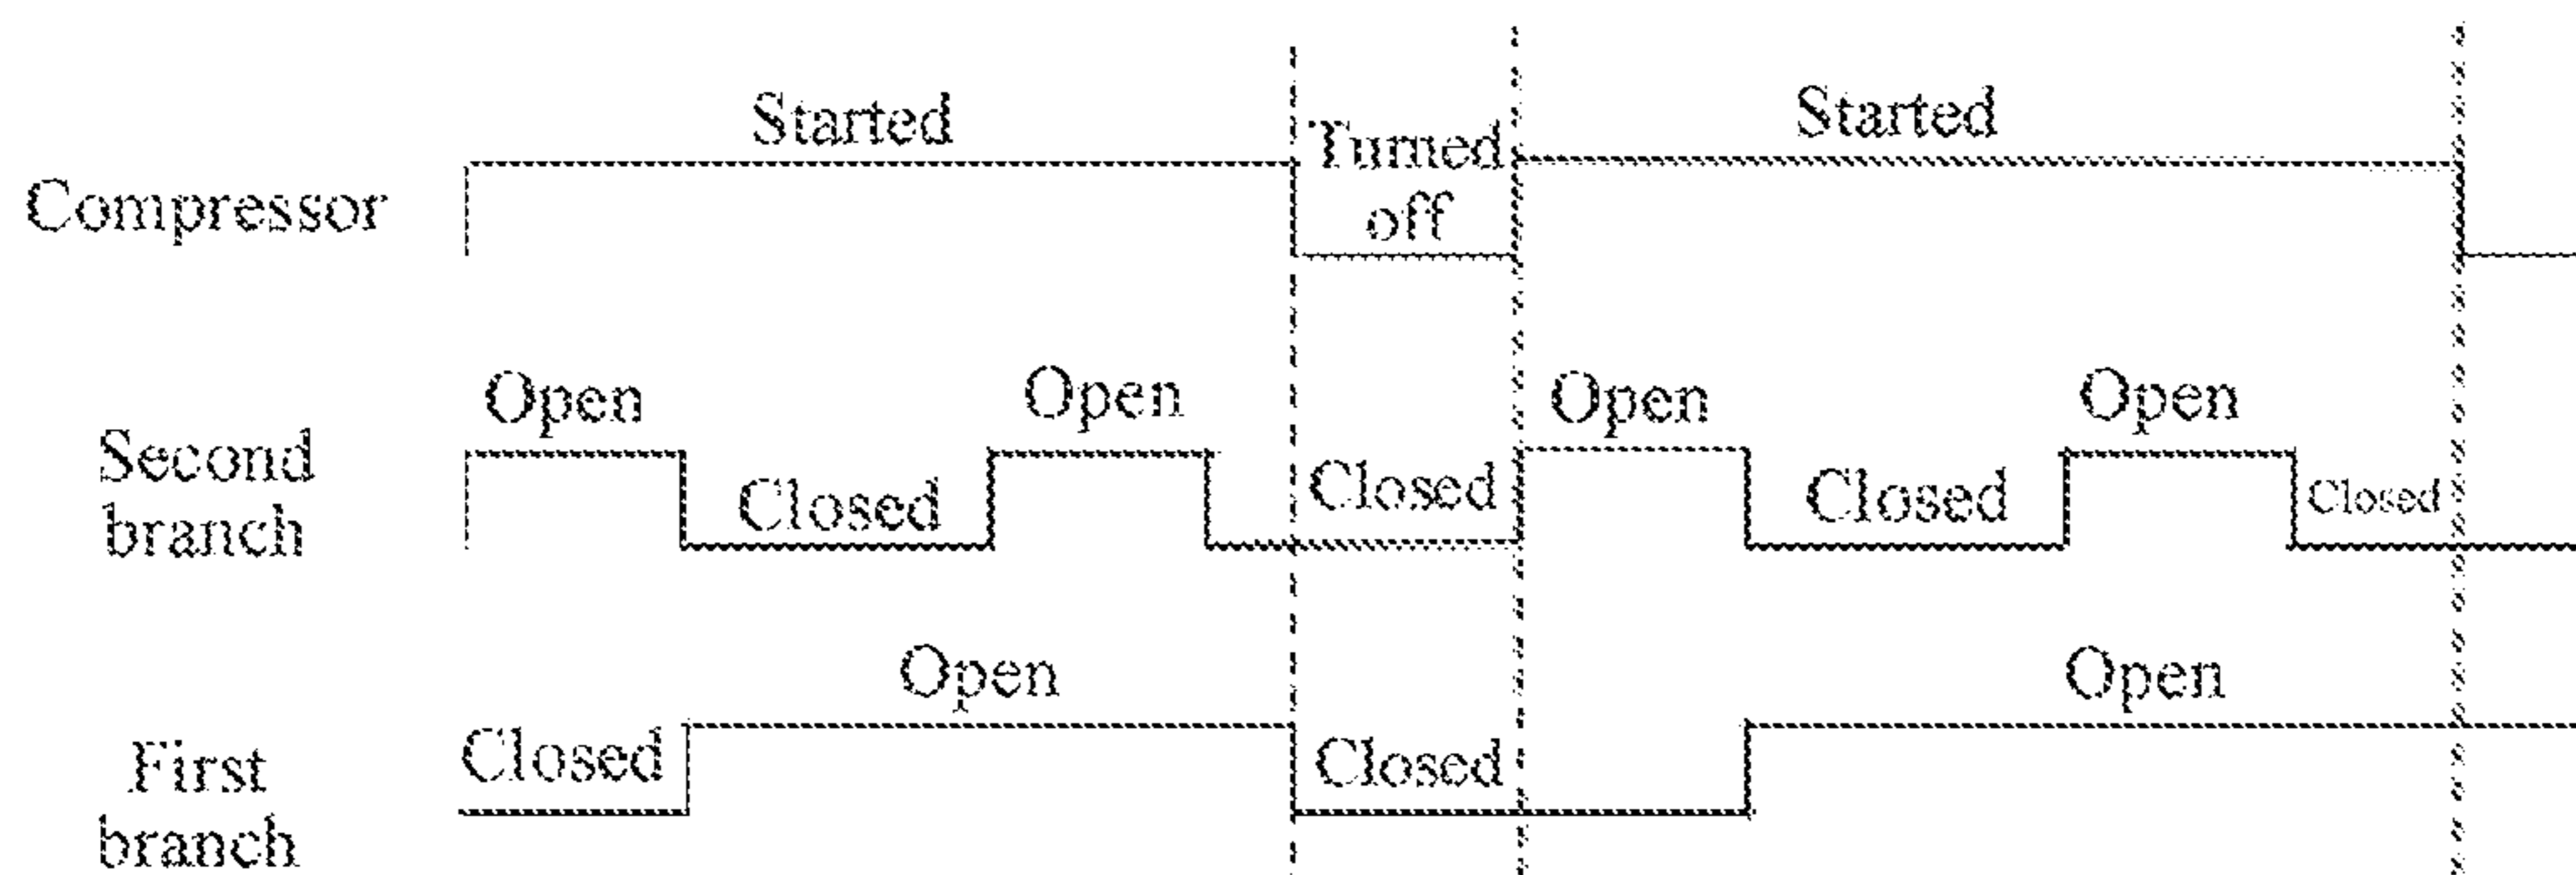 Started
Started
Turned
off
Compressor
Open
Open
Open
Open
Second
branch
Closed
Closed
Closed
Closed
Open
Open
First
branch
Closed
Closed